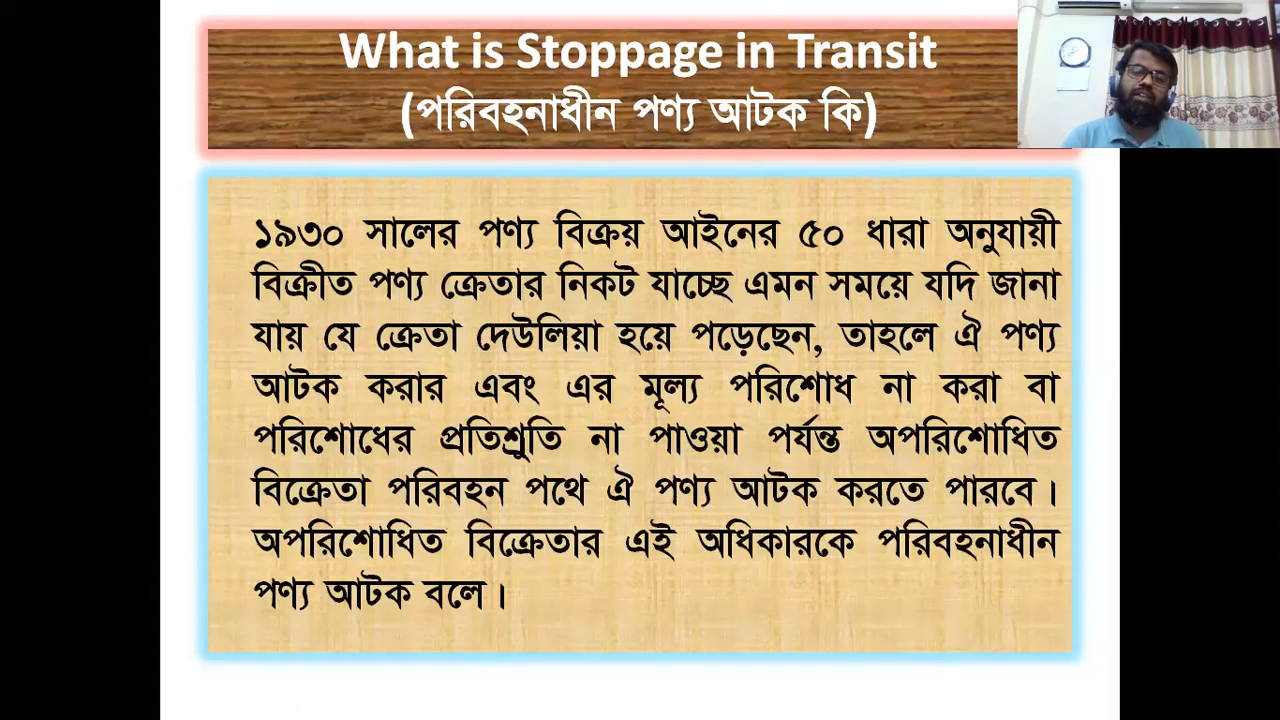 What is Stoppage in Transit
(পরিবহনাধীন পণ্য আটক কি)
১৯৩০ সালের পণ্য বিক্রয় আইনের ৫০ ধারা অনুযায়ী
বিক্রীত পণ্য ক্রেতার নিকট যাচ্ছে এমন সময়ে যদি জানা
যায় যে ক্রেতা দেউলিয়া হয়ে পড়েছেন, তাহলে ঐ পণ্য
আটক করার এবং এর মূল্য পরিশোধ না করা বা
পরিশোধের প্রতিশ্রুতি না পাওয়া পর্যন্ত অপরিশোধিত
বিক্রেতা পরিবহন পথে ঐ পণ্য আটক করতে পারবে।
অপরিশোধিত বিক্রেতার এই অধিকারকে পরিবহনাধীন
পণ্য আটক বলে।